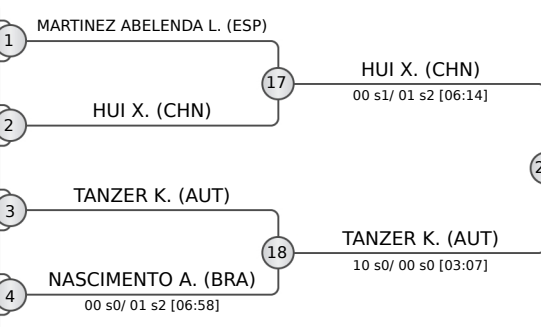 MARTINEZ ABELENDA L. (ESP)
1
HUI X. (CHN)
17
00 s1/ 01 s2 [06:14]
HUI X. (CHN)
2
TANZER K. (AUT)
3
TANZER K. (AUT)
18
10 s0/ 00 s0 [03:07]
NASCIMENTO A. (BRA)
4
00 s0/ 01 s2 [06:58]